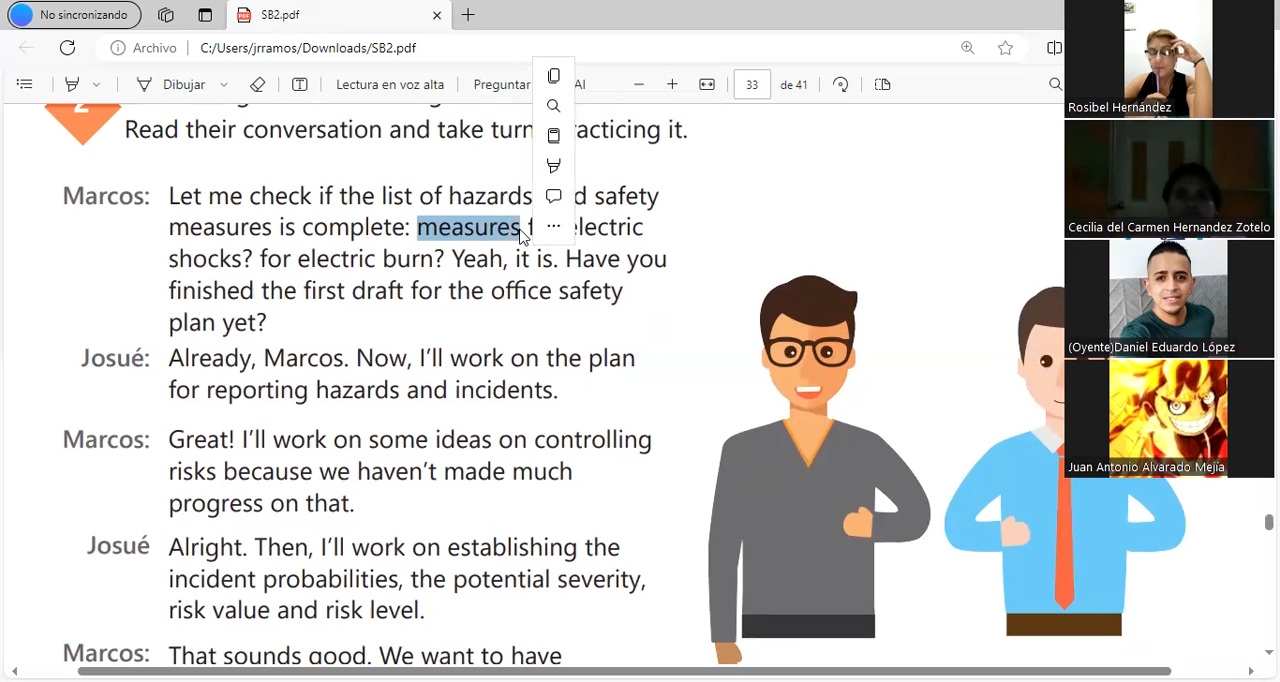 No sincronizando
SB2.pdf
Archivo
C:/Users/jrramos/Downloads/SB2.pdf
Dibujar
Lectura en voz alta
Preguntar
AI
33
de 41
2
Read their conversation and take turn racticing it.
Marcos: Let me check if the list of hazards d safety
measures is complete: measures f electric
shocks? for electric burn? Yeah, it is. Have you
finished the first draft for the office safety
plan yet?
Josué: Already, Marcos. Now, I'll work on the plan
for reporting hazards and incidents.
Marcos: Great! I'll work on some ideas on controlling
risks because we haven't made much
progress on that.
Josué Alright. Then, I'll work on establishing the
incident probabilities, the potential severity,
risk value and risk level.
Marcos: That sounds good. We want to have
Rosibel Hernández
Cecilia del Carmen Hernandez Zotelo
(Oyente)Daniel Eduardo López
Juan Antonio Alvarado Mejía